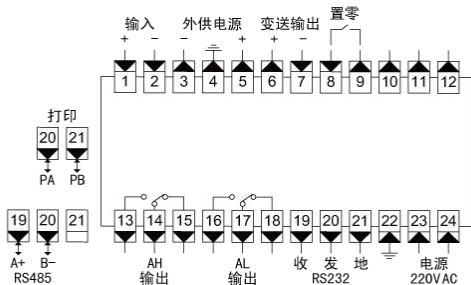 输入 外供电源 变送输出 置零
+ − − + + −
1 2 3 4 5 6 7 8 9 10 11 12
打印
20 21
PA PB
19 20 21 13 14 15 16 17 18 19 20 21 22 23 24
A+ B− AH AL 收 发 地 电源
RS485 输出 输出 RS232 220VAC